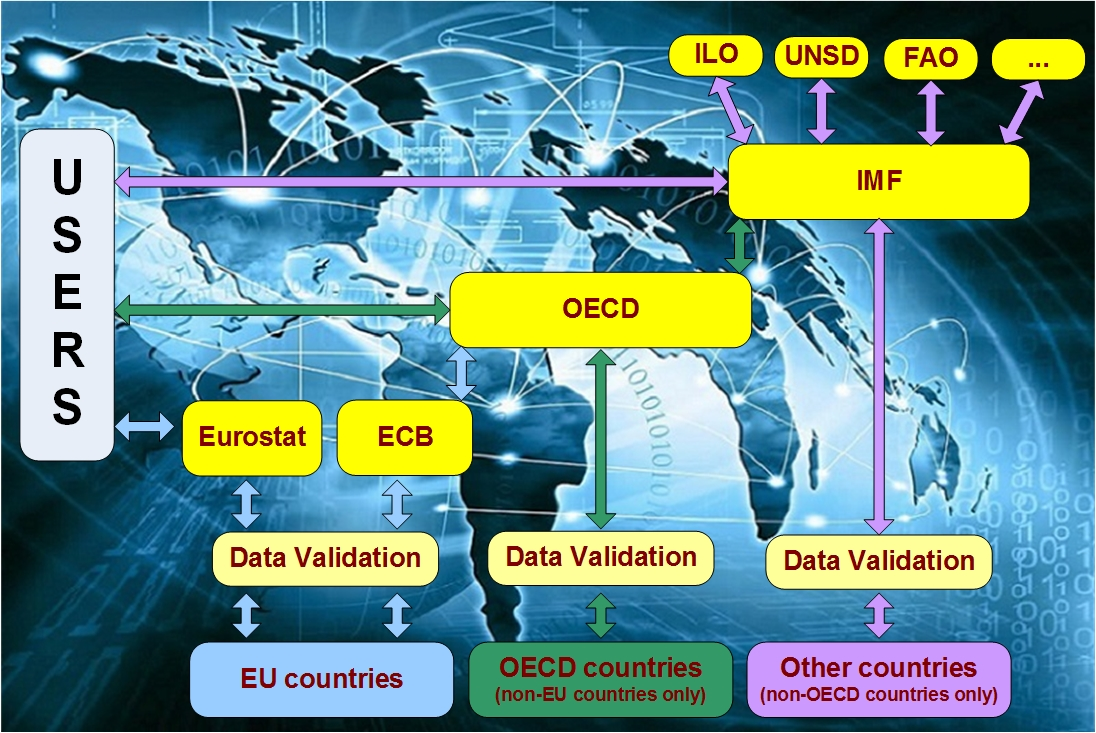 ILO
UNSD
FAO
...
U
S
E
R
S
IMF
OECD
Eurostat
ECB
Data Validation
Data Validation
Data Validation
EU countries
OECD countries
(non-EU countries only)
Other countries
(non-OECD countries only)